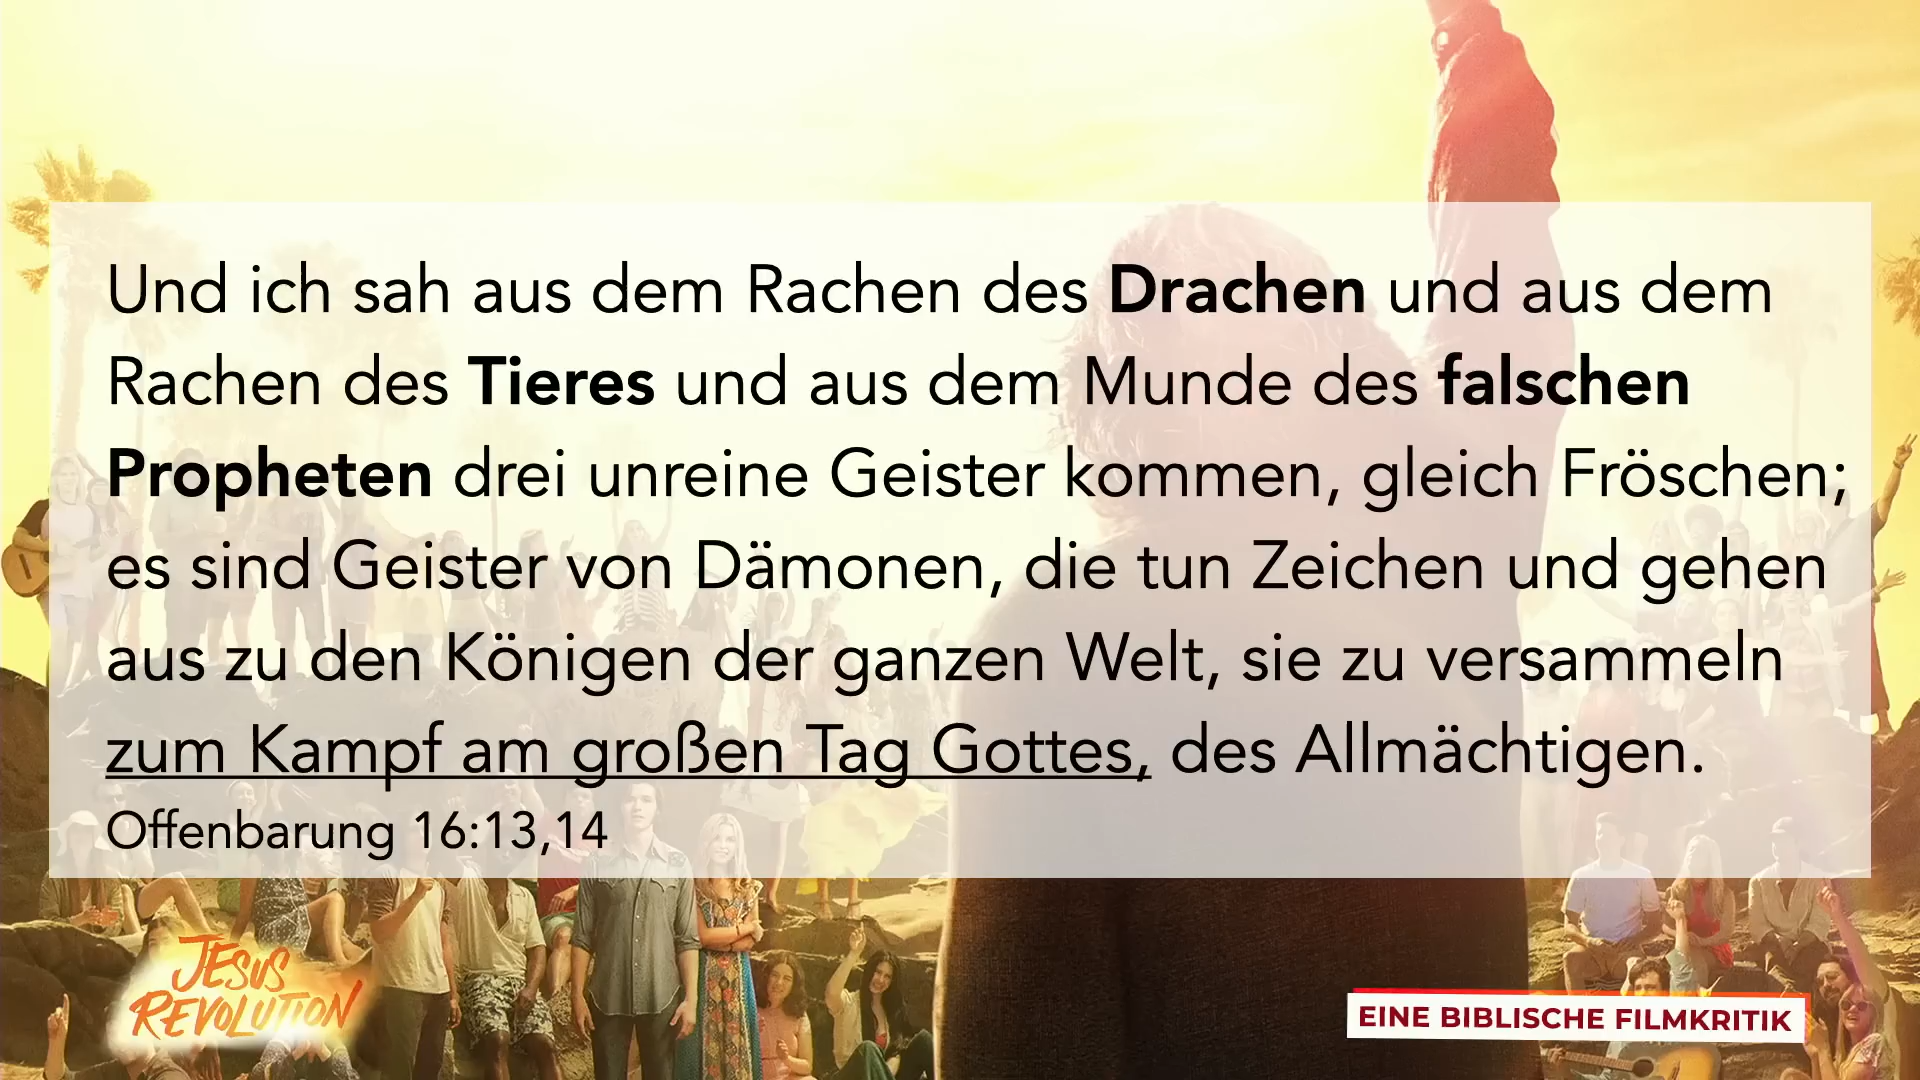 Und ich sah aus dem Rachen des Drachen und aus dem
Rachen des Tieres und aus dem Munde des falschen
Propheten drei unreine Geister kommen, gleich Fröschen;
es sind Geister von Dämonen, die tun Zeichen und gehen
aus zu den Königen der ganzen Welt, sie zu versammeln
zum Kampf am großen Tag Gottes, des Allmächtigen.
Offenbarung 16:13,14
JESUS
REVOLUTION
EINE BIBLISCHE FILMKRITIK